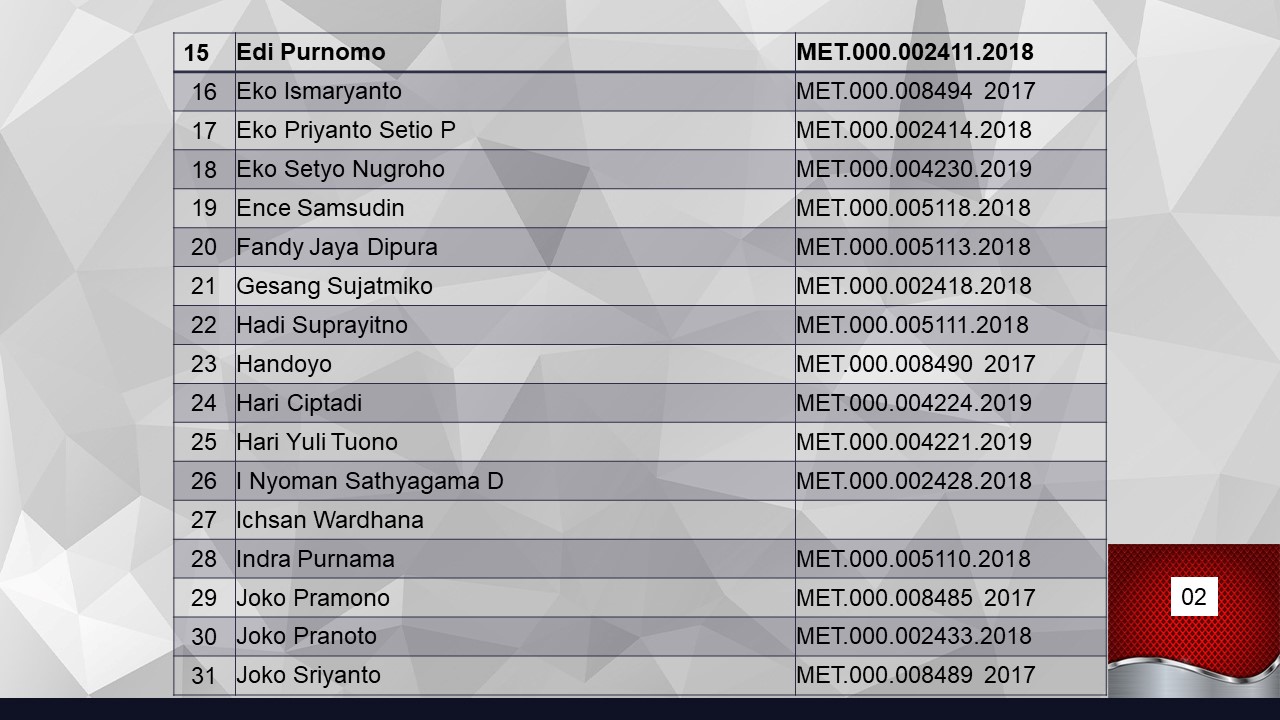 15 Edi Purnomo MET.000.002411.2018
16 Eko Ismaryanto MET.000.008494 2017
17 Eko Priyanto Setio P MET.000.002414.2018
18 Eko Setyo Nugroho MET.000.004230.2019
19 Ence Samsudin MET.000.005118.2018
20 Fandy Jaya Dipura MET.000.005113.2018
21 Gesang Sujatmiko MET.000.002418.2018
22 Hadi Suprayitno MET.000.005111.2018
23 Handoyo MET.000.008490 2017
24 Hari Ciptadi MET.000.004224.2019
25 Hari Yuli Tuono MET.000.004221.2019
26 I Nyoman Sathyagama D MET.000.002428.2018
27 Ichsan Wardhana
28 Indra Purnama MET.000.005110.2018
29 Joko Pramono MET.000.008485 2017
30 Joko Pranoto MET.000.002433.2018
31 Joko Sriyanto MET.000.008489 2017
02